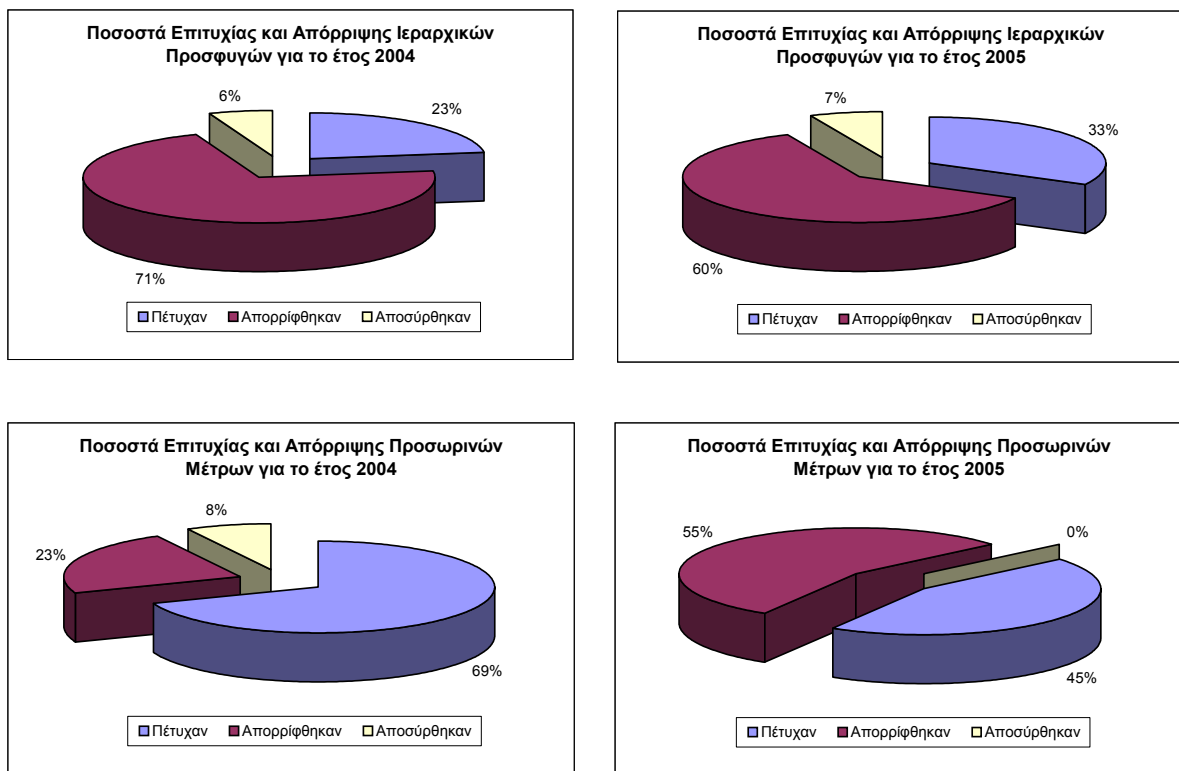 Ποσοστά Επιτυχίας και Απόρριψης Ιεραρχικών
Προσφυγών για το έτος 2004
6%
23%
71%
Πέτυχαν Απορρίφθηκαν Αποσύρθηκαν
Ποσοστά Επιτυχίας και Απόρριψης Ιεραρχικών
Προσφυγών για το έτος 2005
7%
33%
60%
Πέτυχαν Απορρίφθηκαν Αποσύρθηκαν
Ποσοστά Επιτυχίας και Απόρριψης Προσωρινών
Μέτρων για το έτος 2004
8%
23%
69%
Πέτυχαν Απορρίφθηκαν Αποσύρθηκαν
Ποσοστά Επιτυχίας και Απόρριψης Προσωρινών
Μέτρων για το έτος 2005
55%
0%
45%
Πέτυχαν Απορρίφθηκαν Αποσύρθηκαν